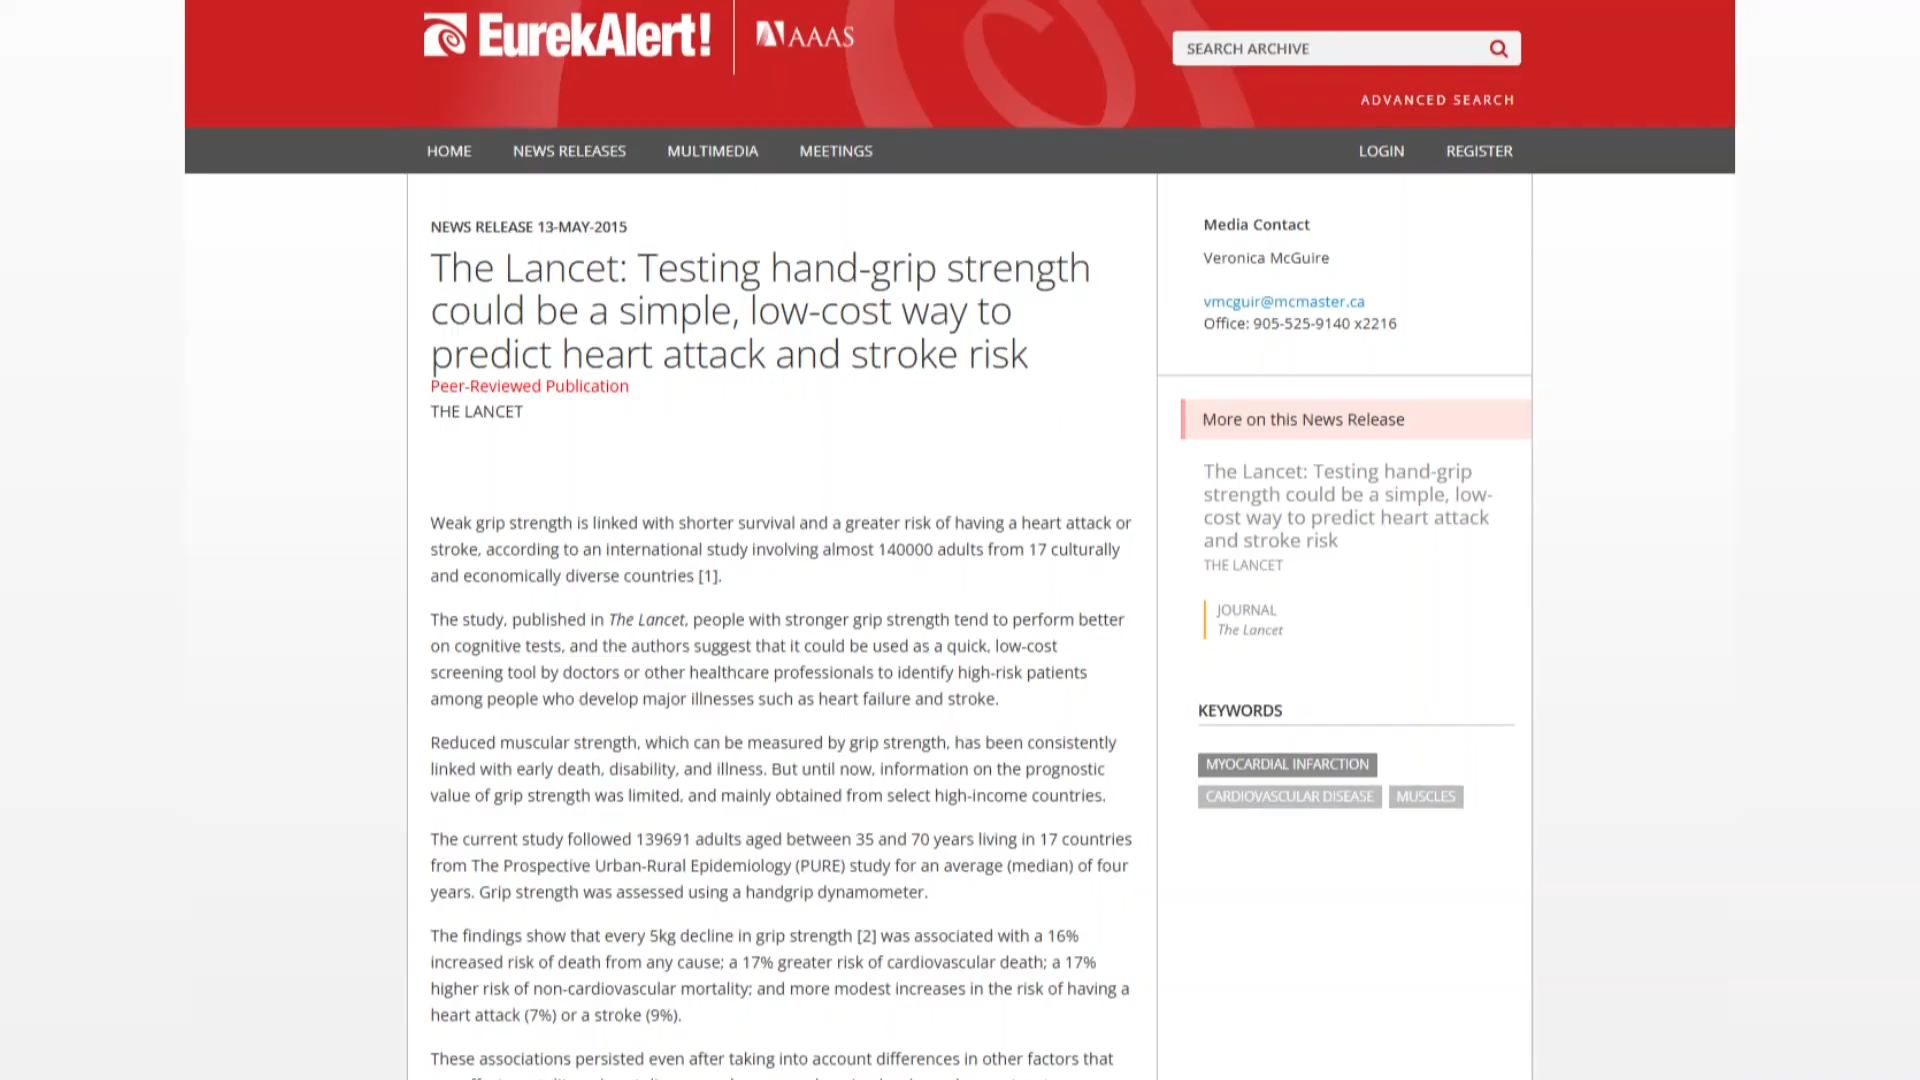 EurekAlert!
AAAS
SEARCH ARCHIVE
ADVANCED SEARCH
HOME NEWS RELEASES MULTIMEDIA MEETINGS LOGIN REGISTER
NEWS RELEASE 13-MAY-2015
The Lancet: Testing hand-grip strength
could be a simple, low-cost way to
predict heart attack and stroke risk
Peer-Reviewed Publication
THE LANCET
Weak grip strength is linked with shorter survival and a greater risk of having a heart attack or
stroke, according to an international study involving almost 140000 adults from 17 culturally
and economically diverse countries [1].
The study, published in The Lancet, people with stronger grip strength tend to perform better
on cognitive tests, and the authors suggest that it could be used as a quick, low-cost
screening tool by doctors or other healthcare professionals to identify high-risk patients
among people who develop major illnesses such as heart failure and stroke.
Reduced muscular strength, which can be measured by grip strength, has been consistently
linked with early death, disability, and illness. But until now, information on the prognostic
value of grip strength was limited, and mainly obtained from select high-income countries.
The current study followed 139691 adults aged between 35 and 70 years living in 17 countries
from The Prospective Urban-Rural Epidemiology (PURE) study for an average (median) of four
years. Grip strength was assessed using a handgrip dynamometer.
The findings show that every 5kg decline in grip strength [2] was associated with a 16%
increased risk of death from any cause; a 17% greater risk of cardiovascular death; a 17%
higher risk of non-cardiovascular mortality; and more modest increases in the risk of having a
heart attack (7%) or a stroke (9%).
These associations persisted even after taking into account differences in other factors that
Media Contact
Veronica McGuire
vmcguir@mcmaster.ca
Office: 905-525-9140 x2216
More on this News Release
The Lancet: Testing hand-grip
strength could be a simple, low-
cost way to predict heart attack
and stroke risk
THE LANCET
JOURNAL
The Lancet
KEYWORDS
MYOCARDIAL INFARCTION
CARDIOVASCULAR DISEASE MUSCLES